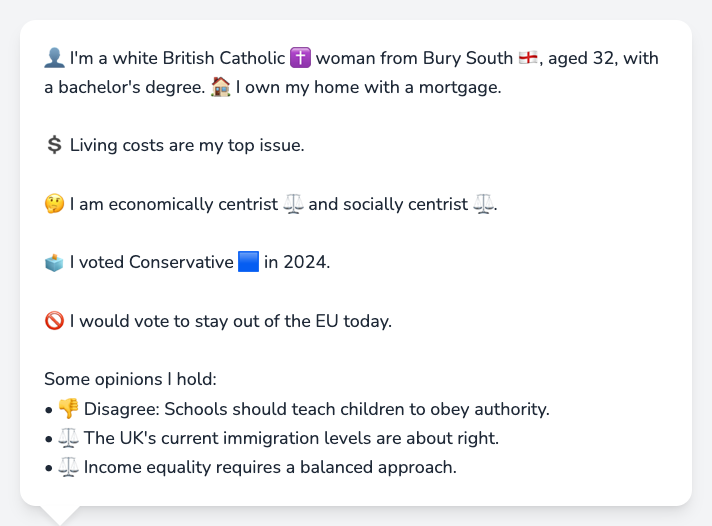 👤 I'm a white British Catholic ✝️ woman from Bury South 🏴󠁧󠁢󠁥󠁮󠁧󠁿, aged 32, with
a bachelor's degree. 🏠 I own my home with a mortgage.
💲 Living costs are my top issue.
🤔 I am economically centrist ⚖️ and socially centrist ⚖️.
🗳️ I voted Conservative 🟦 in 2024.
🚫 I would vote to stay out of the EU today.
Some opinions I hold:
• 👎 Disagree: Schools should teach children to obey authority.
• ⚖️ The UK's current immigration levels are about right.
• ⚖️ Income equality requires a balanced approach.